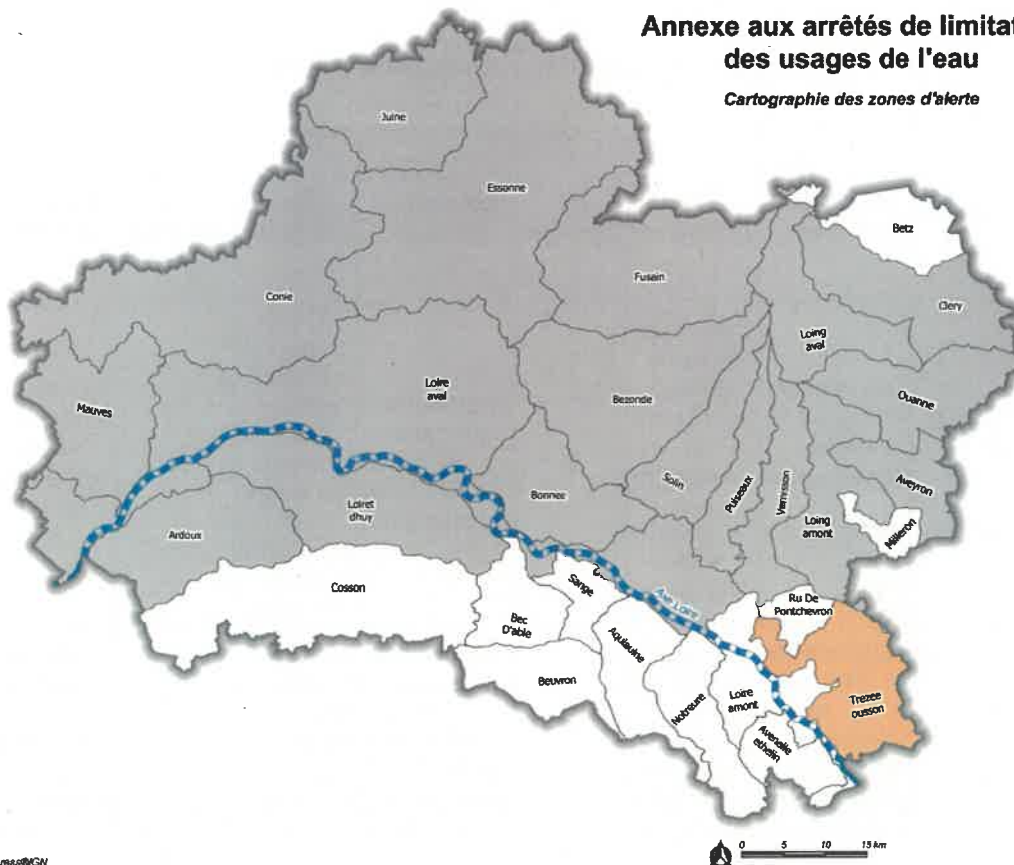 Annexe aux arrêtés de limitat
des usages de l'eau
Cartographie des zones d'alerte
Juine
Essonne
Betz
Fusain
Conie
Clery
Loing
aval
Loire
aval
Ouanne
Mauves
Bezonde
Solin
Puiseaux
Vernisson
Aveyron
Bonnee
Loiret
dhuy
Loing
amont
Milleron
Ardoux
Cosson
Sange
Axe Loire
Ru De
Pontchevron
Bec
D'able
Aquiaulne
Beuvron
Notreure
Loire
amont
Trezee
ousson
Avenelle
ethelin
0 5 10 15 km